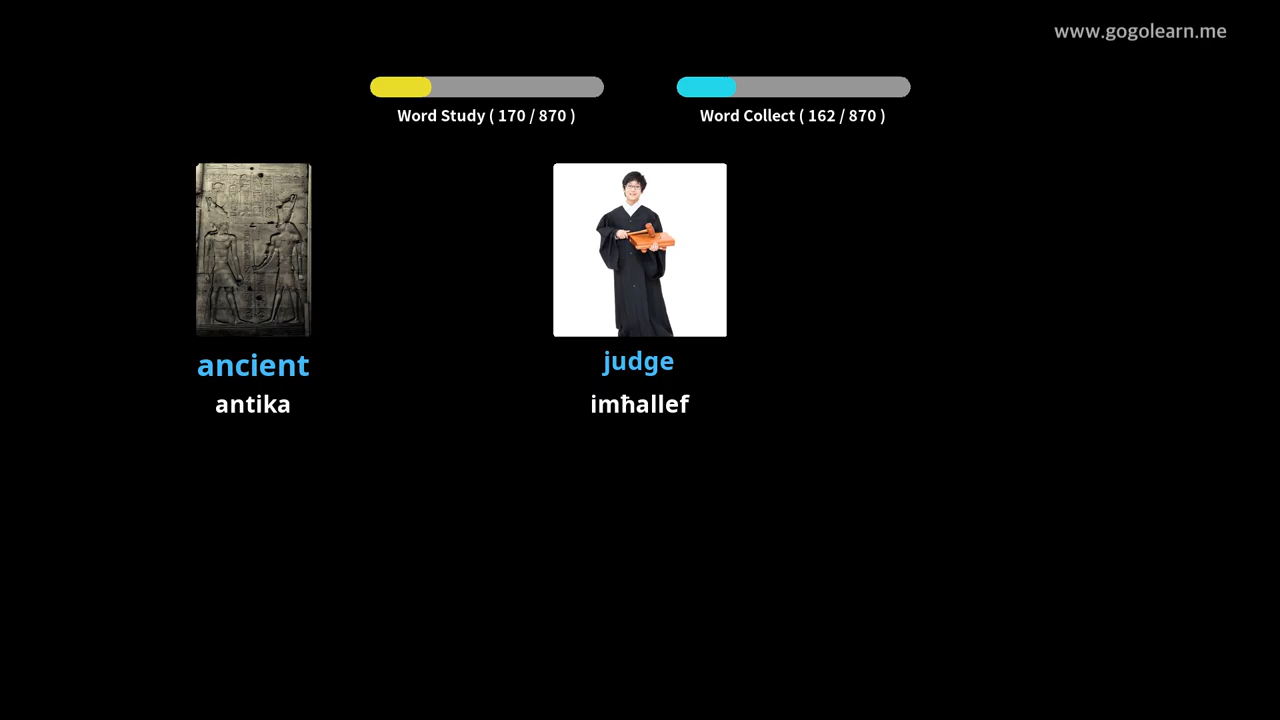 www.gogolearn.me
Word Study ( 170 / 870 )
Word Collect ( 162 / 870 )
ancient
antika
judge
imħallef